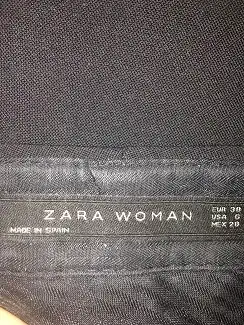 ZARA WOMAN
MADE IN SPAIN
EUR 38
USA 6
MEX 28